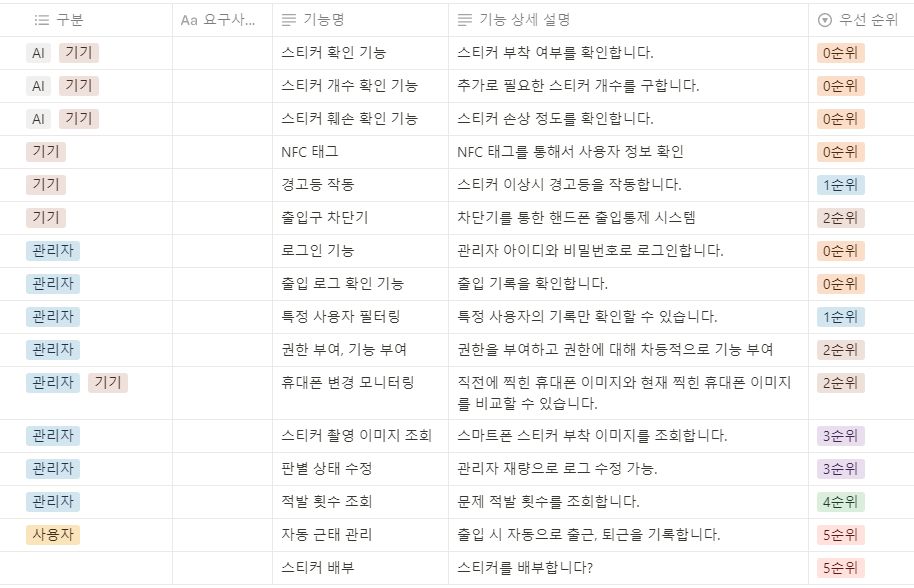 구분 Aa 요구사... 기능명 기능 상세 설명 우선 순위
AI 기기 스티커 확인 기능 스티커 부착 여부를 확인합니다. 0순위
AI 기기 스티커 개수 확인 기능 추가로 필요한 스티커 개수를 구합니다. 0순위
AI 기기 스티커 훼손 확인 기능 스티커 손상 정도를 확인합니다. 0순위
기기 NFC 태그 NFC 태그를 통해서 사용자 정보 확인 0순위
기기 경고등 작동 스티커 이상시 경고등을 작동합니다. 1순위
기기 출입구 차단기 차단기를 통한 핸드폰 출입통제 시스템 2순위
관리자 로그인 기능 관리자 아이디와 비밀번호로 로그인합니다. 0순위
관리자 출입 로그 확인 기능 출입 기록을 확인합니다. 0순위
관리자 특정 사용자 필터링 특정 사용자의 기록만 확인할 수 있습니다. 1순위
관리자 권한 부여, 기능 부여 권한을 부여하고 권한에 대해 차등적으로 기능 부여 2순위
관리자 기기 휴대폰 변경 모니터링 직전에 찍힌 휴대폰 이미지와 현재 찍힌 휴대폰 이미지 2순위
를 비교할 수 있습니다.
관리자 스티커 촬영 이미지 조회 스마트폰 스티커 부착 이미지를 조회합니다. 3순위
관리자 판별 상태 수정 관리자 재량으로 로그 수정 가능. 3순위
관리자 적발 횟수 조회 문제 적발 횟수를 조회합니다. 4순위
사용자 자동 근태 관리 출입 시 자동으로 출근, 퇴근을 기록합니다. 5순위
스티커 배부 스티커를 배부합니다? 5순위